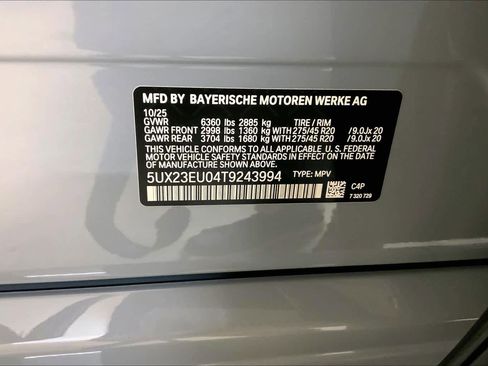 MFD BY BAYERISCHE MOTOREN WERKE AG
10/25
GVWR 6360 lbs 2885 kg TIRE / RIM
GAWR FRONT 2998 lbs 1360 kg WITH 275/45 R20 / 9.0Jx 20
GAWR REAR 3704 lbs 1680 kg WITH 275/45 R20 / 9.0Jx 20
THIS VEHICLE CONFORMS TO ALL APPLICABLE U. S. FEDERAL
MOTOR VEHICLE SAFETY STANDARDS IN EFFECT ON
THE DATE OF MANUFACTURE SHOWN ABOVE.
5UX23EU04T9243994 TYPE: MPV
C4P
7 320 729